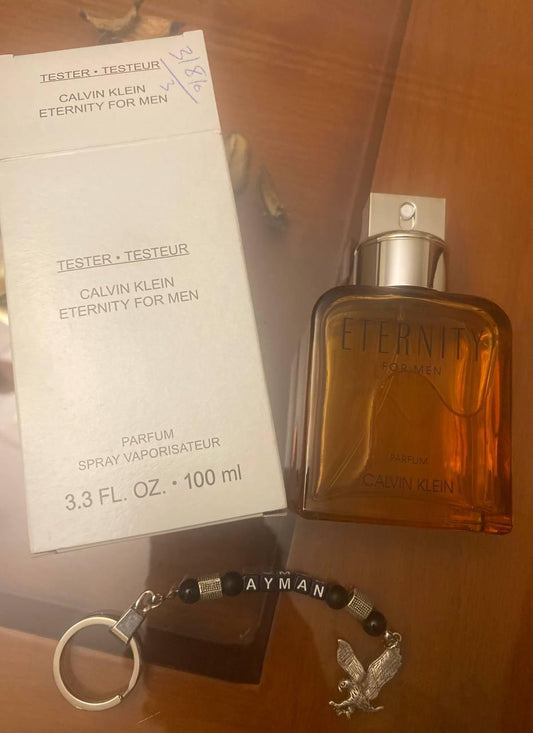 TESTER • TESTEUR
CALVIN KLEIN
ETERNITY FOR MEN
TESTER • TESTEUR
CALVIN KLEIN
ETERNITY FOR MEN
PARFUM
SPRAY VAPORISATEUR
3.3 FL. OZ. • 100 ml
ETERNITY
FOR MEN
PARFUM
CALVIN KLEIN
AYMAN